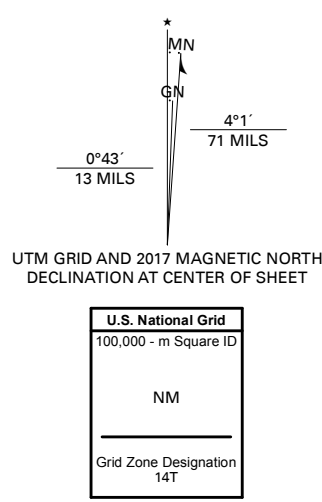 ★
MN
GN
4°1´
71 MILS
0°43´
13 MILS
UTM GRID AND 2017 MAGNETIC NORTH
DECLINATION AT CENTER OF SHEET
U.S. National Grid
100,000 - m Square ID
NM
Grid Zone Designation
14T